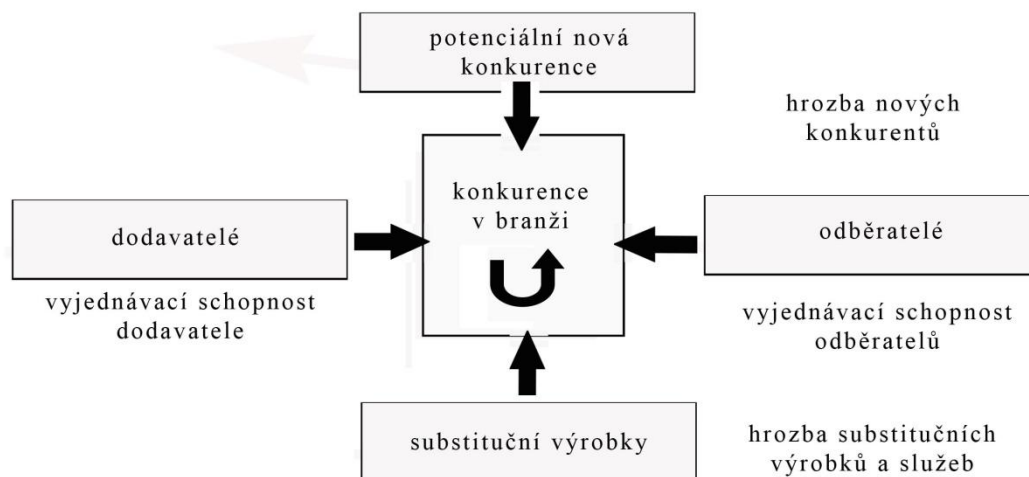 potenciální nová
konkurence
hrozba nových
konkurentů
konkurence
v branži
dodavatelé
odběratelé
vyjednávací schopnost
dodavatele
vyjednávací schopnost
odběratelů
substituční výrobky
hrozba substitučních
výrobků a služeb